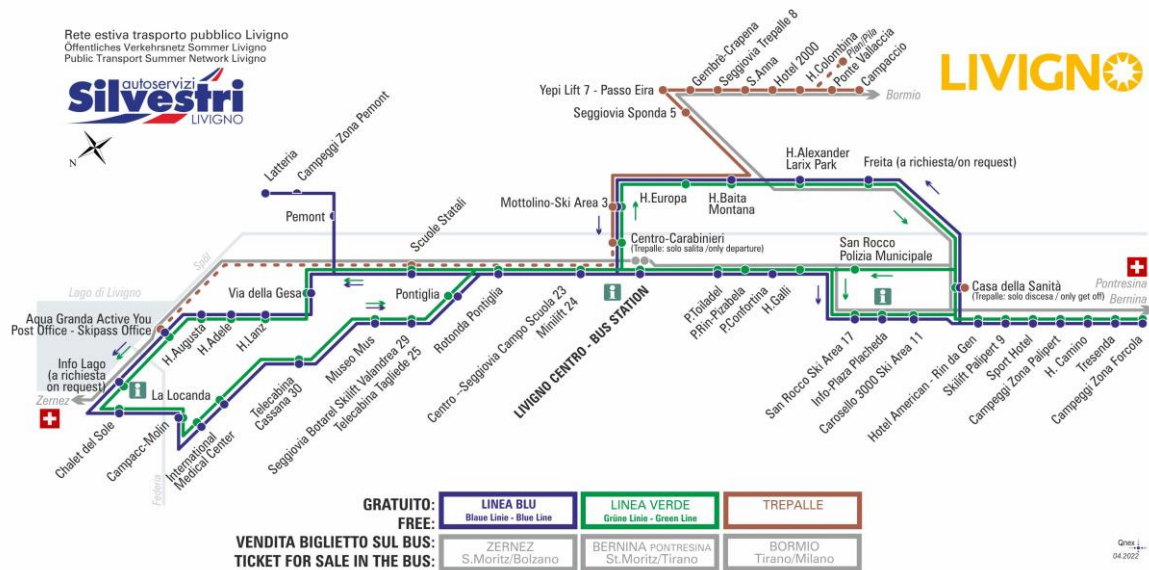 Rete estiva trasporto pubblico Livigno
Öffentliches Verkehrsnetz Sommer Livigno
Public Transport Summer Network Livigno
autoservizi
Silvestri
LIVIGNO
N
LIVIGNO
Gembrè-Crapena
Seggiovia Trepalle 8
S.Anna
Hotel 2000
H.Colombina
Plan/Pila
Ponte Vallaccia
Campaccio
Yepi Lift 7 - Passo Eira
Bormio
Seggiovia Sponda 5
Latteria
Campeggi Zona Pemont
Pemont
Scuole Statali
Mottolino-Ski Area 3
H.Europa
H.Baita
Montana
H.Alexander
Larix Park
Freita (a richiesta/on request)
Centro-Carabinieri
(Trepalle: solo salita /only departure)
San Rocco
Polizia Municipale
Spöl
Lago di Livigno
Via della Gesa
Pontiglia
Casa della Sanità
(Trepalle: solo discesa / only get off)
Pontresina
Bernina
Aqua Granda Active You
Post Office - Skipass Office
Info Lago
(a richiesta
on request)
Zernez
H.Augusta
H.Adele
H.Lanz
La Locanda
Chalet del Sole
Campacc-Molin
Federia
International
Medical Center
Telecabina
Cassana 30
Museo Mus
Seggiovia Botarel Skilift Valandrea 29
Telecabina Tagliede 25
Rotonda Pontiglia
Centro --Seggiovia Campo Scuola 23
Minilift 24
i
LIVIGNO CENTRO - BUS STATION
P.Toiladel
P.Rin-Pizabela
P.Confortina
H.Galli
i
San Rocco Ski Area 17
Info-Plaza Placheda
Carosello 3000 Ski Area 11
Hotel American - Rin da Gen
Skilift Palipert 9
Sport Hotel
Campeggi Zona Palipert
H. Camino
Tresenda
Campeggi Zona Forcola
i
GRATUITO:
FREE:
LINEA BLU
Blaue Linie - Blue Line
LINEA VERDE
Grüne Linie - Green Line
TREPALLE
VENDITA BIGLIETTO SUL BUS:
TICKET FOR SALE IN THE BUS:
ZERNEZ
S.Moritz/Bolzano
BERNINA PONTRESINA
St.Moritz/Tirano
BORMIO
Tirano/Milano
Qnex
04.2022